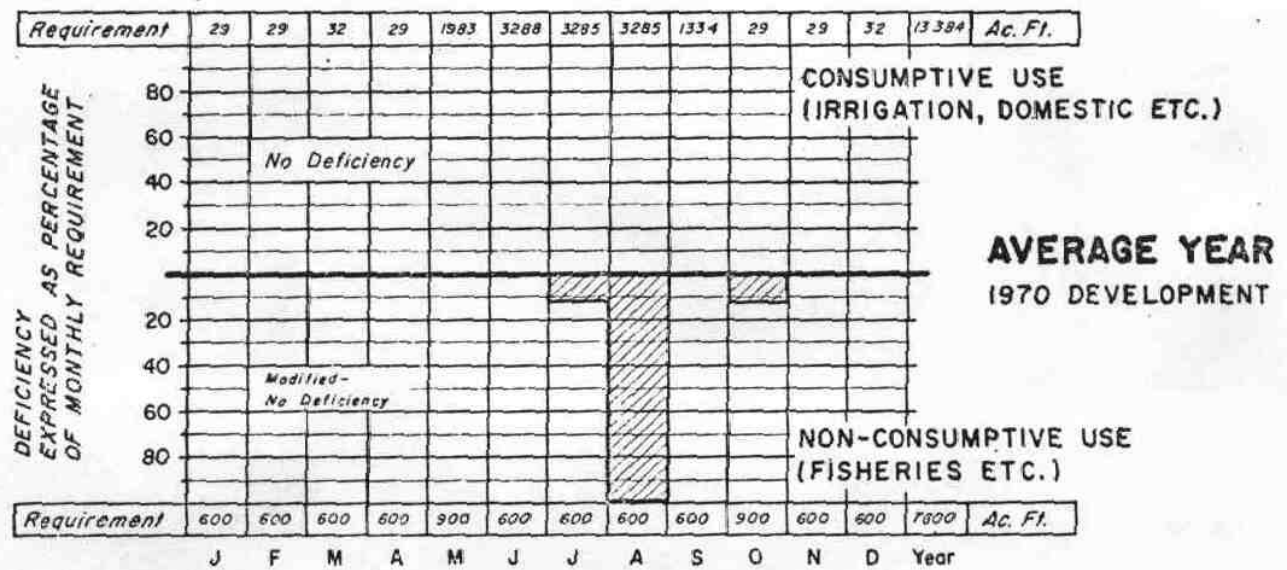 Requirement 29 29 32 29 1983 3288 3285 3285 1334 29 29 32 13384 Ac. Ft.
DEFICIENCY
EXPRESSED AS PERCENTAGE
OF MONTHLY REQUIREMENT
80
60
40
20
20
40
60
80
No Deficiency
CONSUMPTIVE USE
(IRRIGATION, DOMESTIC ETC.)
AVERAGE YEAR
1970 DEVELOPMENT
Modified-
No Deficiency
NON-CONSUMPTIVE USE
(FISHERIES ETC.)
Requirement 600 600 600 600 900 600 600 600 600 900 600 600 7800 Ac. Ft.
J F M A M J J A S O N D Year